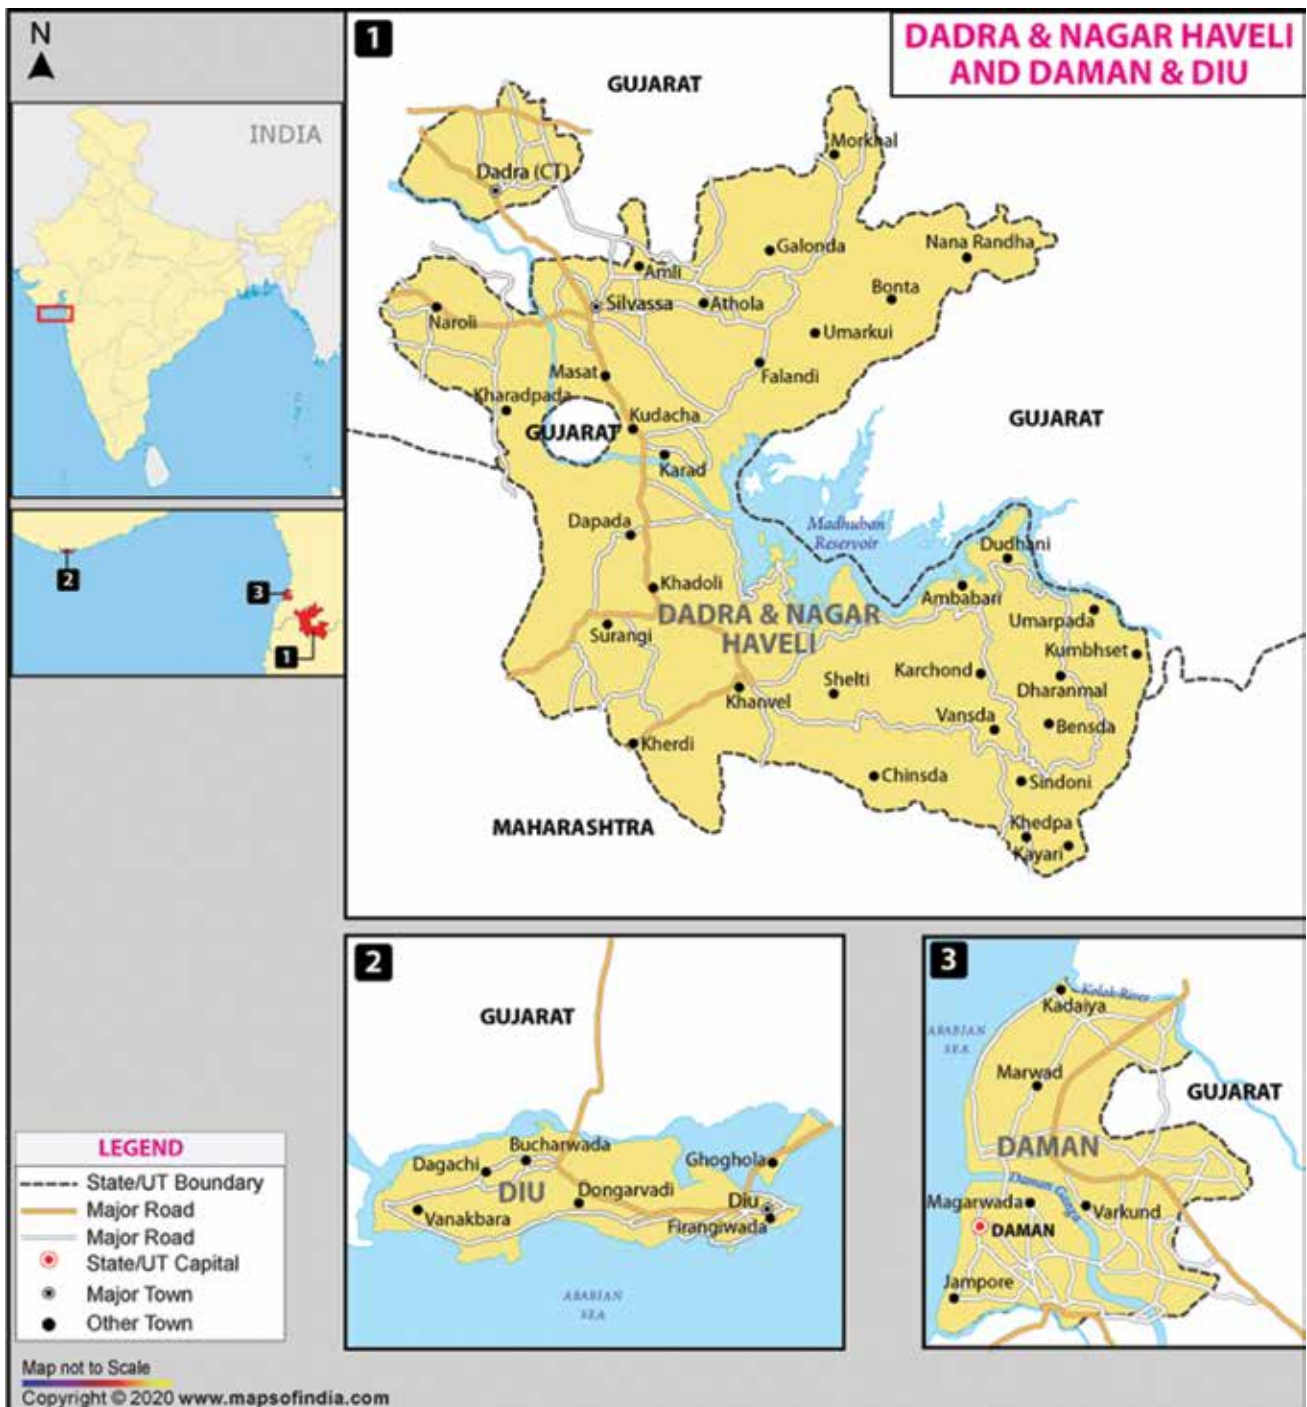 N
INDIA
2
3
1
1
DADRA & NAGAR HAVELI
AND DAMAN & DIU
GUJARAT
Morkhal
Dadra (CT)
Galonda
Nana Randha
Amli
Bonta
Silvassa
Athola
Naroli
Umarkui
Masat
Falandi
Kharadpada
Kudacha
GUJARAT
GUJARAT
Karad
Dapada
Madhuban
Reservoir
Dudhani
Khadoli
Ambabari
DADRA & NAGAR
HAVELI
Umarpada
Surangi
Kumbhset
Karchond
Shelti
Dharanmal
Khanvel
Vansda
Bensda
Kherdi
Chinsda
Sindoni
MAHARASHTRA
Khedpa
Kayari
2
GUJARAT
Bucharwada
Dagachi
Ghoghola
DIU
Dongarvadi
Diu
Vanakbara
Firangiwada
ARABIAN
SEA
3
Kolak River
Kadaiya
ARABIAN
SEA
Marwad
GUJARAT
DAMAN
Daman Ganga
Magarwada
Varkund
DAMAN
Jampore
LEGEND
State/UT Boundary
Major Road
Major Road
State/UT Capital
Major Town
Other Town
Map not to Scale
Copyright © 2020 www.mapsofindia.com